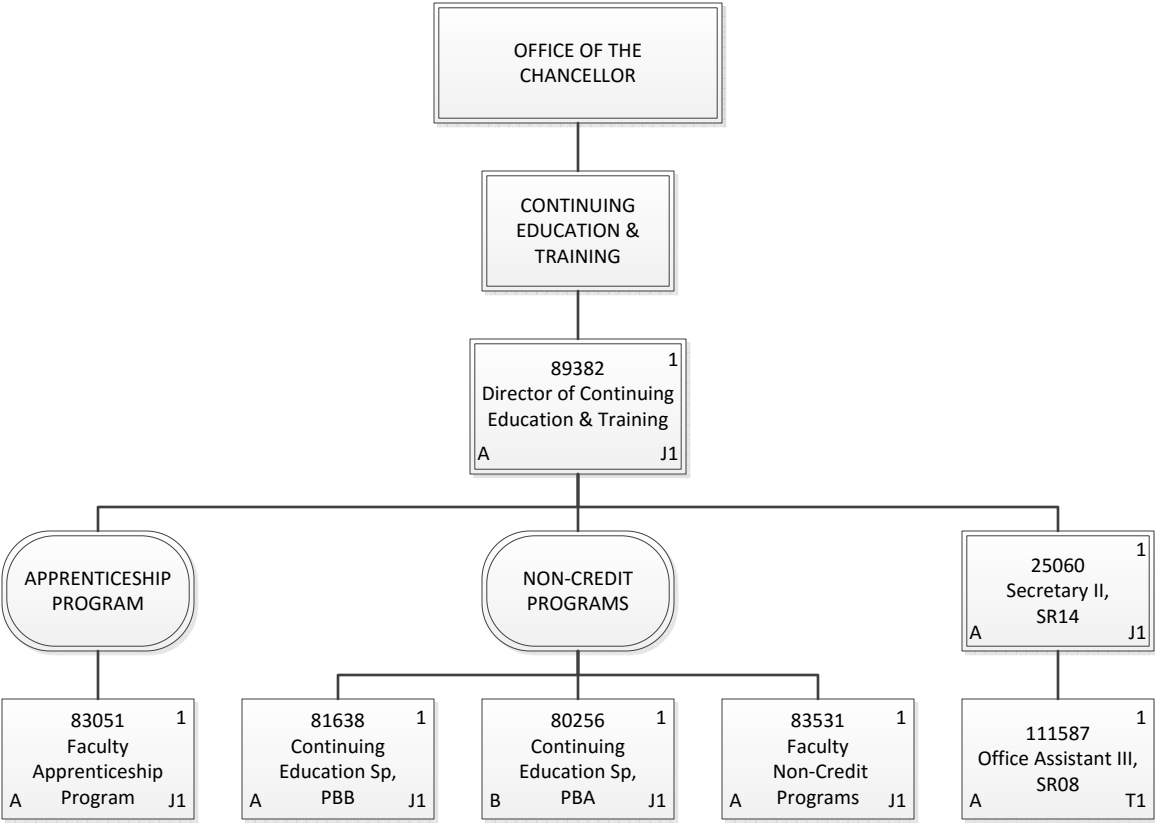 OFFICE OF THE
CHANCELLOR
CONTINUING
EDUCATION &
TRAINING
89382 1
Director of Continuing
Education & Training
A J1
APPRENTICESHIP
PROGRAM
NON-CREDIT
PROGRAMS
25060 1
Secretary II,
SR14
A J1
83051 1
Faculty
Apprenticeship
Program
A J1
81638 1
Continuing
Education Sp,
PBB
A J1
80256 1
Continuing
Education Sp,
PBA
B J1
83531 1
Faculty
Non-Credit
Programs
A J1
111587 1
Office Assistant III,
SR08
A T1